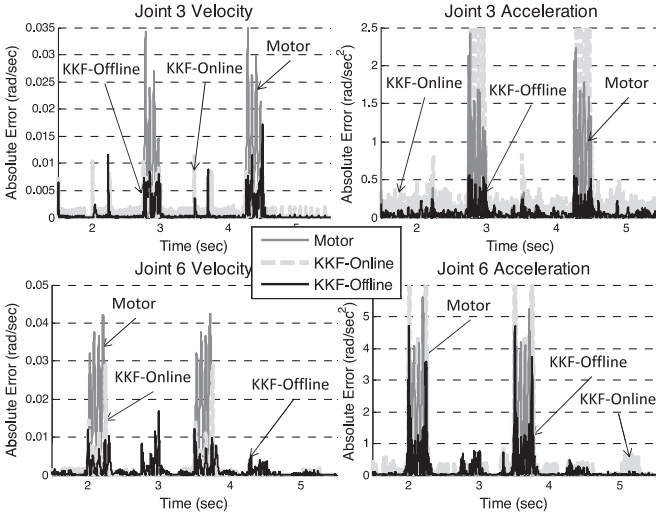 Joint 3 Velocity
Absolute Error (rad/sec)
0.035
0.03
0.025
0.02
0.015
0.01
0.005
0
KKF-Offline
KKF-Online
Motor
2
3
4
Time (sec)
Joint 3 Acceleration
Absolute Error (rad/sec²)
2.5
2
1.5
1
0.5
0
KKF-Online
KKF-Offline
Motor
2
3
4
5
Time (sec)
Motor
KKF-Online
KKF-Offline
Joint 6 Velocity
Absolute Error (rad/sec)
0.05
0.04
0.03
0.02
0.01
0
Motor
KKF-Online
KKF-Offline
2
3
4
5
Time (sec)
Joint 6 Acceleration
Absolute Error (rad/sec²)
5
4
3
2
1
0
Motor
KKF-Offline
KKF-Online
2
3
4
5
Time (sec)